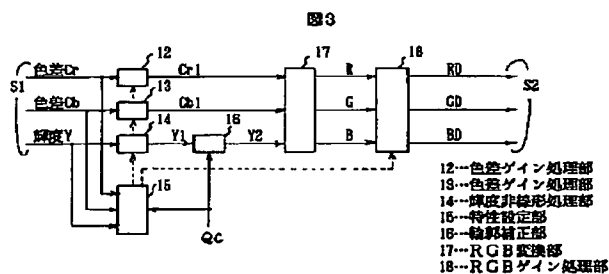 図3
色差Cr
12
Cr1
17
R
18
RD
S1
色差Cb
13
Cb1
G
GD
S2
輝度Y
14
Y1
16
Y2
B
BD
15
QC
12…色差ゲイン処理部
13…色差ゲイン処理部
14…輝度非線形処理部
15…特性設定部
16…輪郭補正部
17…RGB変換部
18…RGBゲイン処理部